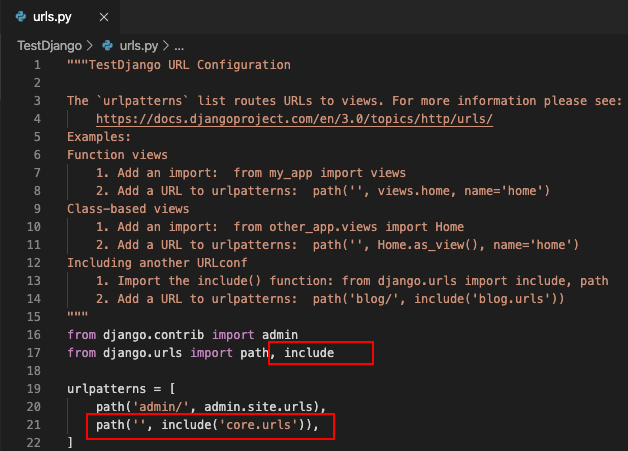 urls.py ×
TestDjango > urls.py > ...
1 """TestDjango URL Configuration
2
3 The `urlpatterns` list routes URLs to views. For more information please see:
4     https://docs.djangoproject.com/en/3.0/topics/http/urls/
5 Examples:
6 Function views
7     1. Add an import:  from my_app import views
8     2. Add a URL to urlpatterns:  path('', views.home, name='home')
9 Class-based views
10     1. Add an import:  from other_app.views import Home
11     2. Add a URL to urlpatterns:  path('', Home.as_view(), name='home')
12 Including another URLconf
13     1. Import the include() function: from django.urls import include, path
14     2. Add a URL to urlpatterns:  path('blog/', include('blog.urls'))
15 """
16 from django.contrib import admin
17 from django.urls import path, include
18
19 urlpatterns = [
20     path('admin/', admin.site.urls),
21     path('', include('core.urls')),
22 ]